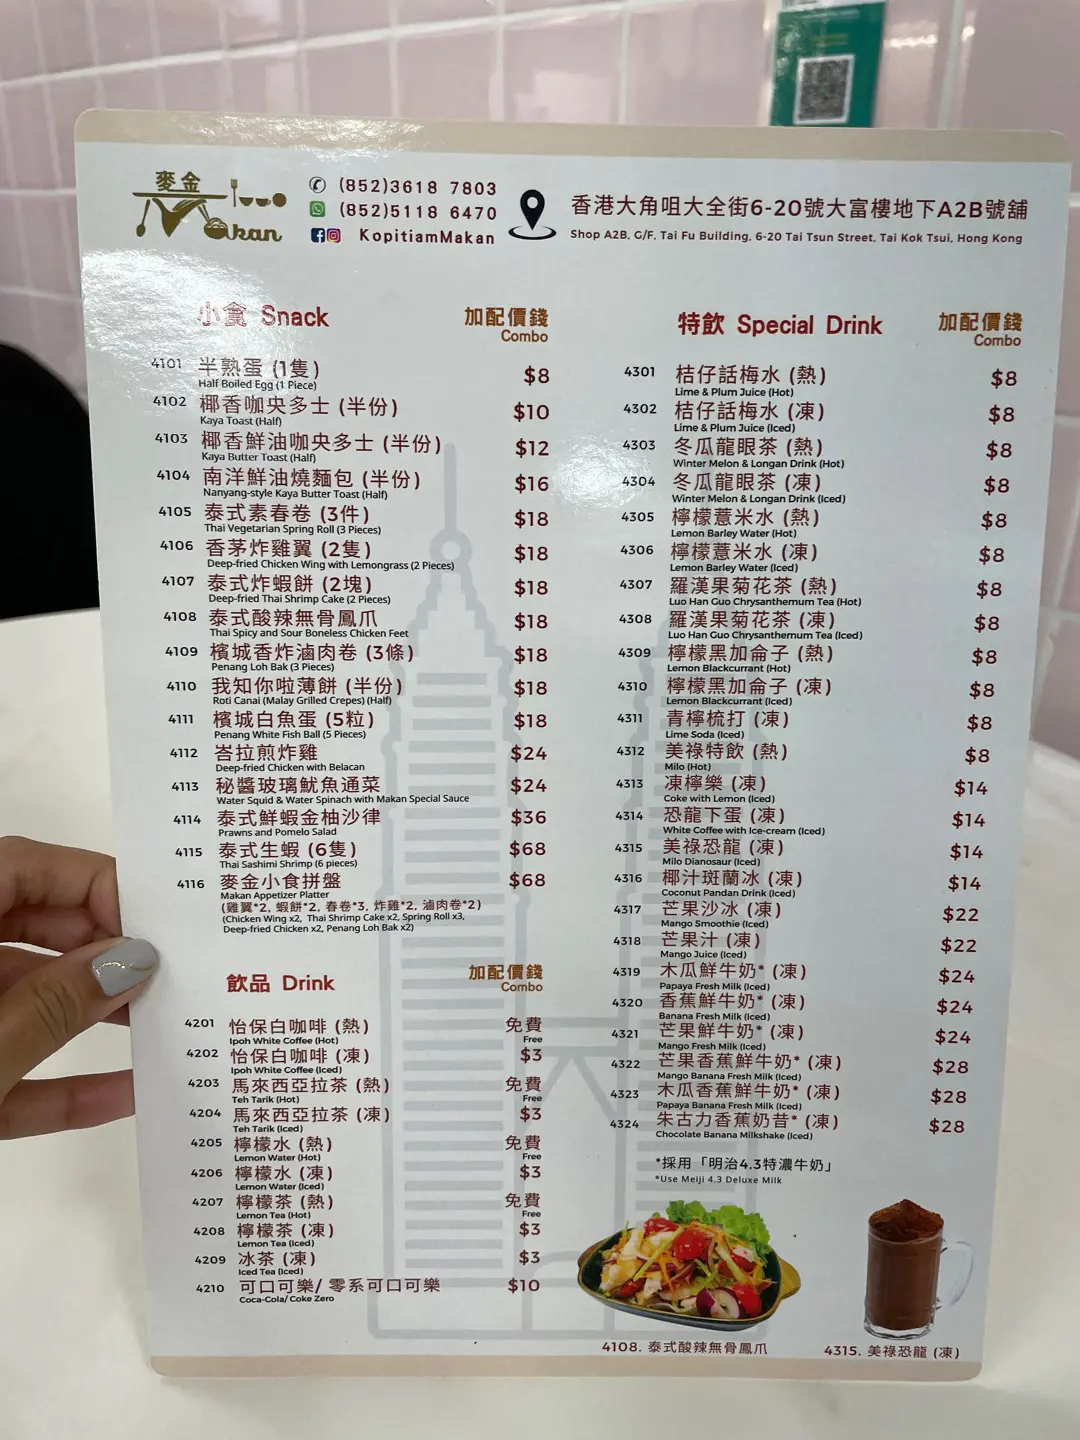 麥金
Makan
(852)3618 7803
(852)5118 6470
KopitiamMakan
香港大角咀大全街6-20號大富樓地下A2B號舖
Shop A2B, G/F, Tai Fu Building, 6-20 Tai Tsun Street, Tai Kok Tsui, Hong Kong
小食 Snack 加配價錢
Combo
4101 半熟蛋 (1隻) $8
Half Boiled Egg (1 Piece)
4102 椰香咖央多士 (半份) $10
Kaya Toast (Half)
4103 椰香鮮油咖央多士 (半份) $12
Kaya Butter Toast (Half)
4104 南洋鮮油燒麵包 (半份) $16
Nanyang-style Kaya Butter Toast (Half)
4105 泰式素春卷 (3件) $18
Thai Vegetarian Spring Roll (3 Pieces)
4106 香茅炸雞翼 (2隻) $18
Deep-fried Chicken Wing with Lemongrass (2 Pieces)
4107 泰式炸蝦餅 (2塊) $18
Deep-fried Thai Shrimp Cake (2 Pieces)
4108 泰式酸辣無骨鳳爪 $18
Thai Spicy and Sour Boneless Chicken Feet
4109 檳城香炸滷肉卷 (3條) $18
Penang Loh Bak (3 Pieces)
4110 我知你啦薄餅 (半份) $18
Roti Canai (Malay Grilled Crepes) (Half)
4111 檳城白魚蛋 (5粒) $18
Penang White Fish Ball (5 Pieces)
4112 峇拉煎炸雞 $24
Deep-fried Chicken with Belacan
4113 秘醬玻璃魷魚通菜 $24
Water Squid & Water Spinach with Makan Special Sauce
4114 泰式鮮蝦金柚沙律 $36
Prawns and Pomelo Salad
4115 泰式生蝦 (6隻) $68
Thai Sashimi Shrimp (6 pieces)
4116 麥金小食拼盤 $68
Makan Appetizer Platter
(雞翼*2, 蝦餅*2, 春卷*3, 炸雞*2, 滷肉卷*2)
(Chicken Wing x2, Thai Shrimp Cake x2, Spring Roll x3,
Deep-fried Chicken x2, Penang Loh Bak x2)
飲品 Drink 加配價錢
Combo
4201 怡保白咖啡 (熱) 免費
Ipoh White Coffee (Hot) Free
4202 怡保白咖啡 (凍) $3
Ipoh White Coffee (Iced)
4203 馬來西亞拉茶 (熱) 免費
Teh Tarik (Hot) Free
4204 馬來西亞拉茶 (凍) $3
Teh Tarik (Iced)
4205 檸檬水 (熱) 免費
Lemon Water (Hot) Free
4206 檸檬水 (凍) $3
Lemon Water (Iced)
4207 檸檬茶 (熱) 免費
Lemon Tea (Hot) Free
4208 檸檬茶 (凍) $3
Lemon Tea (Iced)
4209 冰茶 (凍) $3
Iced Tea (Iced)
4210 可口可樂/ 零系可口可樂 $10
Coca-Cola/ Coke Zero
特飲 Special Drink 加配價錢
Combo
4301 桔仔話梅水 (熱) $8
Lime & Plum Juice (Hot)
4302 桔仔話梅水 (凍) $8
Lime & Plum Juice (Iced)
4303 冬瓜龍眼茶 (熱) $8
Winter Melon & Longan Drink (Hot)
4304 冬瓜龍眼茶 (凍) $8
Winter Melon & Longan Drink (Iced)
4305 檸檬薏米水 (熱) $8
Lemon Barley Water (Hot)
4306 檸檬薏米水 (凍) $8
Lemon Barley Water (Iced)
4307 羅漢果菊花茶 (熱) $8
Luo Han Guo Chrysanthemum Tea (Hot)
4308 羅漢果菊花茶 (凍) $8
Luo Han Guo Chrysanthemum Tea (Iced)
4309 檸檬黑加侖子 (熱) $8
Lemon Blackcurrant (Hot)
4310 檸檬黑加侖子 (凍) $8
Lemon Blackcurrant (Iced)
4311 青檸梳打 (凍) $8
Lime Soda (Iced)
4312 美祿特飲 (熱) $8
Milo (Hot)
4313 凍檸樂 (凍) $14
Coke with Lemon (Iced)
4314 恐龍下蛋 (凍) $14
White Coffee with Ice-cream (Iced)
4315 美祿恐龍 (凍) $14
Milo Dianosaur (Iced)
4316 椰汁斑蘭冰 (凍) $14
Coconut Pandan Drink (Iced)
4317 芒果沙冰 (凍) $22
Mango Smoothie (Iced)
4318 芒果汁 (凍) $22
Mango Juice (Iced)
4319 木瓜鮮牛奶* (凍) $24
Papaya Fresh Milk (Iced)
4320 香蕉鮮牛奶* (凍) $24
Banana Fresh Milk (Iced)
4321 芒果鮮牛奶* (凍) $24
Mango Fresh Milk (Iced)
4322 芒果香蕉鮮牛奶* (凍) $28
Mango Banana Fresh Milk (Iced)
4323 木瓜香蕉鮮牛奶* (凍) $28
Papaya Banana Fresh Milk (Iced)
4324 朱古力香蕉奶昔* (凍) $28
Chocolate Banana Milkshake (Iced)
*採用「明治4.3特濃牛奶」
*Use Meiji 4.3 Deluxe Milk
4108. 泰式酸辣無骨鳳爪
4315. 美祿恐龍 (凍)